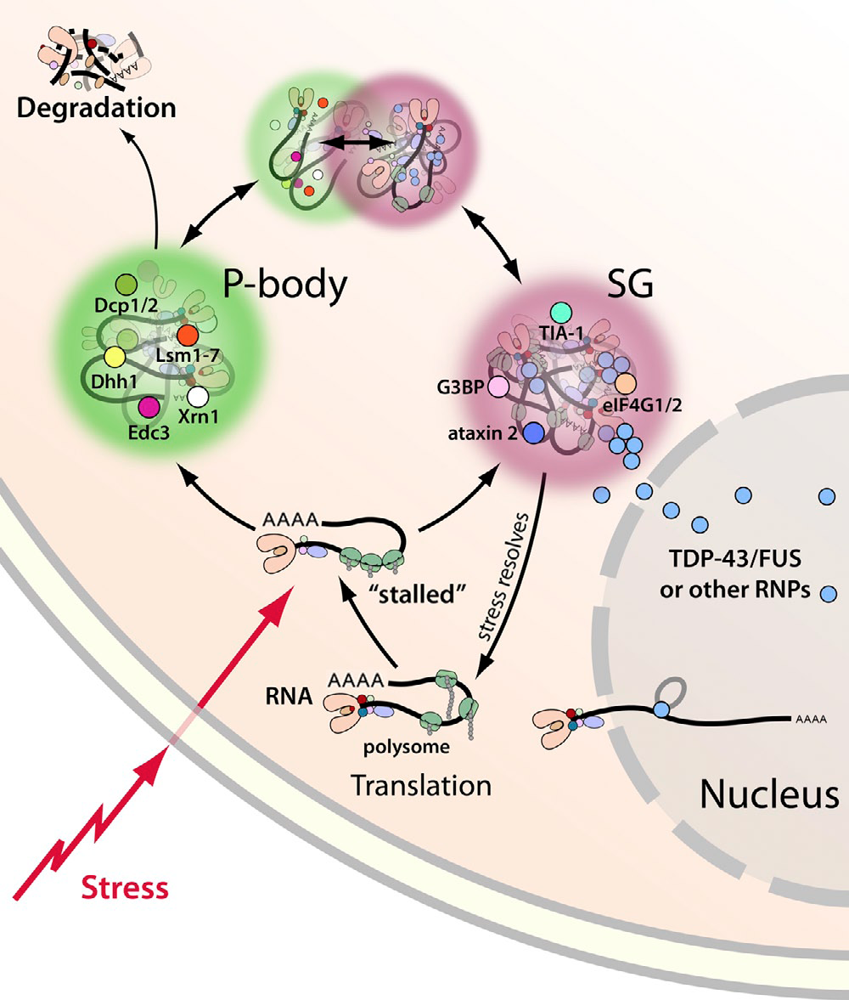 Degradation
P-body
SG
Dcp1/2
TIA-1
Lsm1-7
Dhh1
G3BP
eIF4G1/2
Xrn1
Edc3
ataxin 2
AAAA
"stalled"
stress resolves
TDP-43/FUS
or other RNPs
AAAA
RNA
polysome
AAAA
Translation
Nucleus
Stress